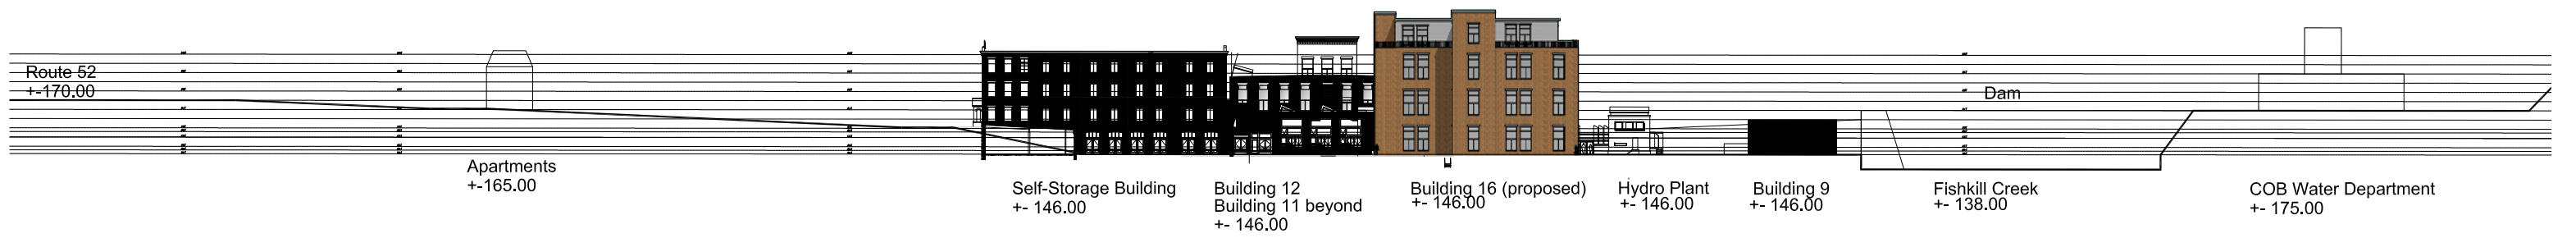 Route 52
+-170.00
Dam
Apartments
+-165.00
Self-Storage Building
+- 146.00
Building 12
Building 11 beyond
+- 146.00
Building 16 (proposed)
+- 146.00
Hydro Plant
+- 146.00
Building 9
+- 146.00
Fishkill Creek
+- 138.00
COB Water Department
+- 175.00